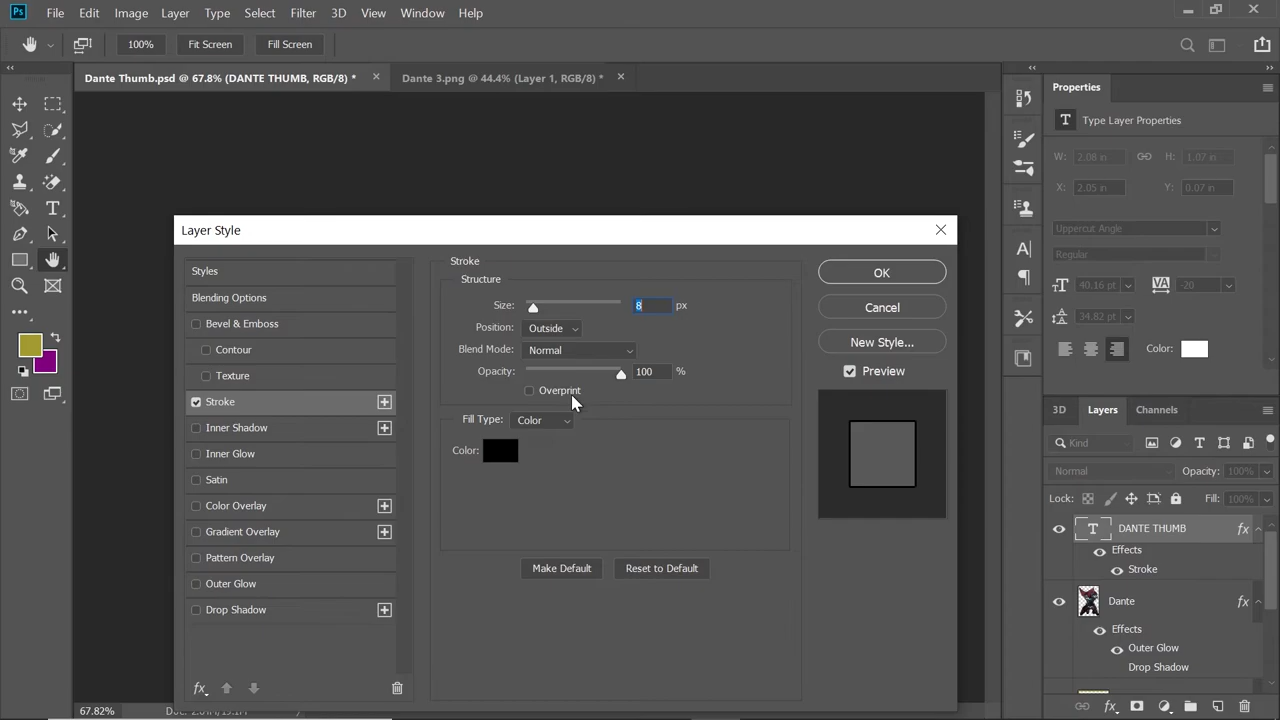 Ps File Edit Image Layer Type Select Filter 3D View Window Help
100% Fit Screen Fill Screen
Dante Thumb.psd @ 67.8% (DANTE THUMB, RGB/8) * Dante 3.png @ 44.4% (Layer 1, RGB/8) *
Properties
T Type Layer Properties
W: 2.08 in H: 1.07 in
X: 2.05 in Y: 0.07 in
Uppercut Angle
Regular
40.16 pt VA -20
34.82 pt
Color:
Layer Style
Styles
Blending Options
Bevel & Emboss
Contour
Texture
Stroke
Inner Shadow
Inner Glow
Satin
Color Overlay
Gradient Overlay
Pattern Overlay
Outer Glow
Drop Shadow
fx
Stroke
Structure
Size: 8 px
Position: Outside
Blend Mode: Normal
Opacity: 100 %
Overprint
Fill Type: Color
Color:
Make Default Reset to Default
OK
Cancel
New Style...
Preview
3D Layers Channels
Kind
Normal Opacity: 100%
Lock: Fill: 100%
T DANTE THUMB fx
Effects
Stroke
Dante fx
Effects
Outer Glow
Drop Shadow
fx
67.82%